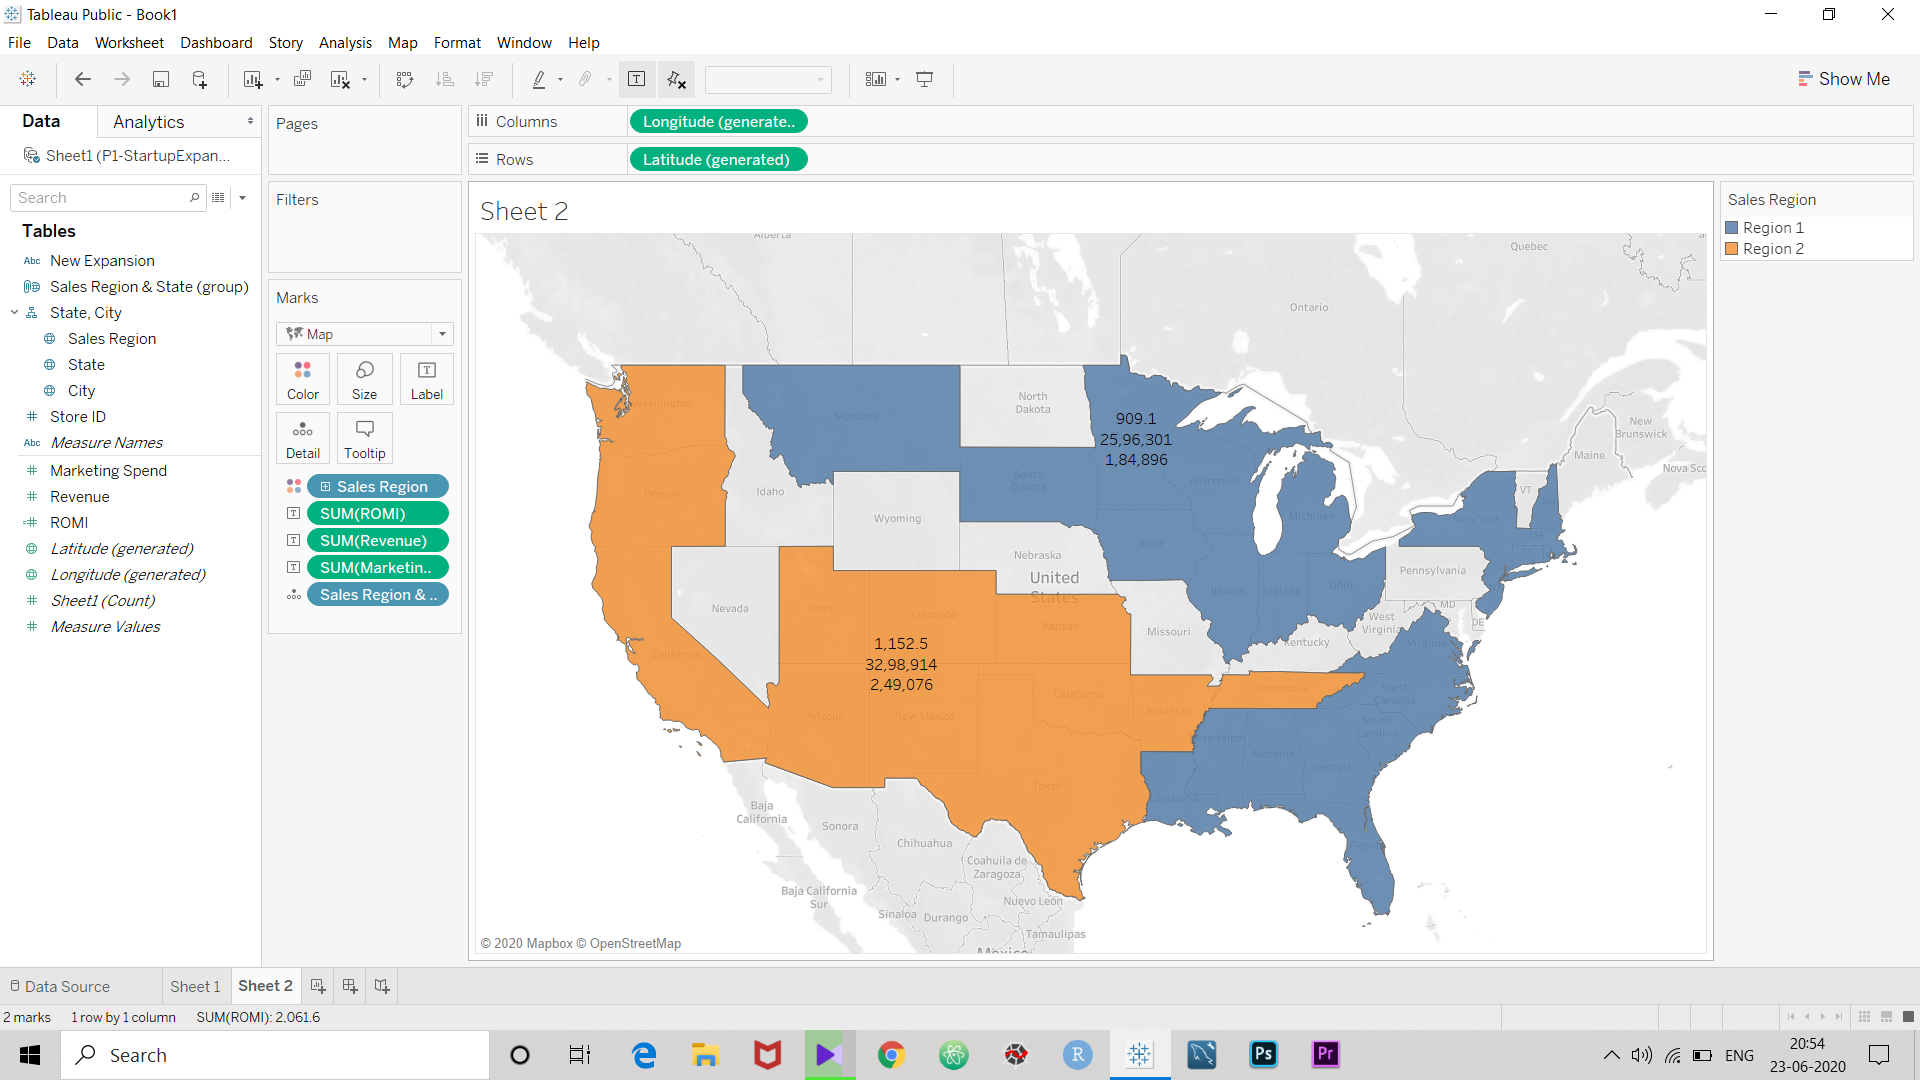 Tableau Public - Book1
File Data Worksheet Dashboard Story Analysis Map Format Window Help
Show Me
Data Analytics
Sheet1 (P1-StartupExpan...
Search
Tables
Abc New Expansion
Sales Region & State (group)
State, City
Sales Region
State
City
Store ID
Abc Measure Names
Marketing Spend
Revenue
ROMI
Latitude (generated)
Longitude (generated)
Sheet1 (Count)
Measure Values
Pages
Filters
Marks
Map
Color Size Label
Detail Tooltip
Sales Region
SUM(ROMI)
SUM(Revenue)
SUM(Marketin..
Sales Region & ..
Columns Longitude (generate..
Rows Latitude (generated)
Sheet 2
Alberta
Quebec
Ontario
Washington
Montana
North
Dakota
909.1
25,96,301
1,84,896
New
Brunswick
Maine
Nova Sco
Oregon
Idaho
South
Dakota
Wisconsin
Michigan
VT
NH
New York
MA
CT
Wyoming
Iowa
Nebraska
United
States
Pennsylvania
Nevada
Utah
Colorado
Kansas
Illinois
Indiana
Ohio
NJ
MD
DE
West
Virginia
Virginia
Missouri
Kentucky
California
1,152.5
32,98,914
2,49,076
Arizona
New Mexico
Oklahoma
Arkansas
Tennessee
North
Carolina
South
Carolina
Mississippi
Alabama
Georgia
Texas
Louisiana
Florida
Baja
California
Sonora
Chihuahua
Coahuila de
Zaragoza
Baja California
Sur
Sinaloa
Durango
Nuevo León
Tamaulipas
Mexico
© 2020 Mapbox © OpenStreetMap
Sales Region
Region 1
Region 2
Data Source Sheet 1 Sheet 2
2 marks 1 row by 1 column SUM(ROMI): 2,061.6
Search
R
Ps
Pr
ENG
20:54
23-06-2020